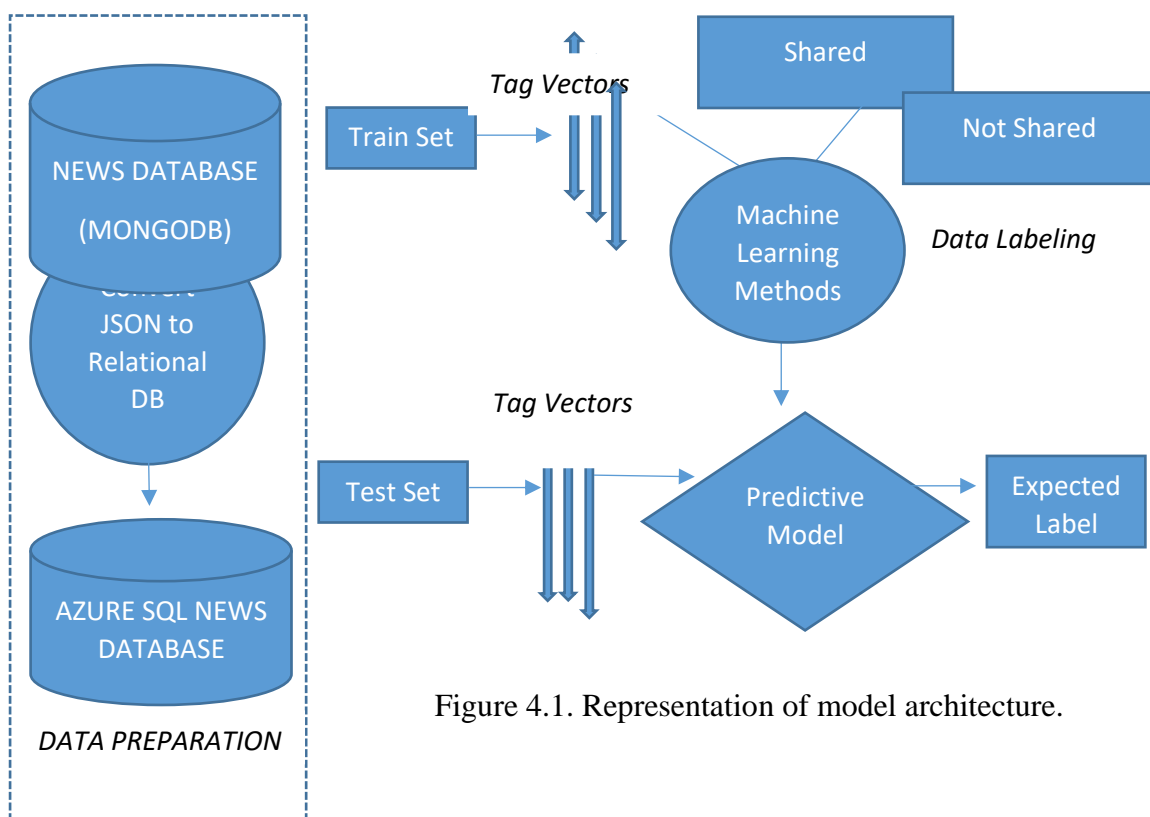 NEWS DATABASE
(MONGODB)
JSON to
Relational
DB
AZURE SQL NEWS
DATABASE
DATA PREPARATION
Tag Vectors
Train Set
Shared
Not Shared
Machine
Learning
Methods
Data Labeling
Tag Vectors
Test Set
Predictive
Model
Expected
Label
Figure 4.1. Representation of model architecture.